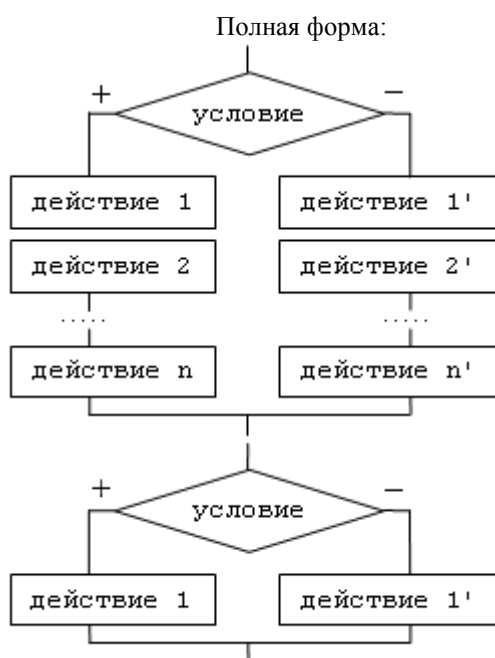 Полная форма:
+ −
условие
действие 1 действие 1'
действие 2 действие 2'
..... .....
действие n действие n'
+ −
условие
действие 1 действие 1'